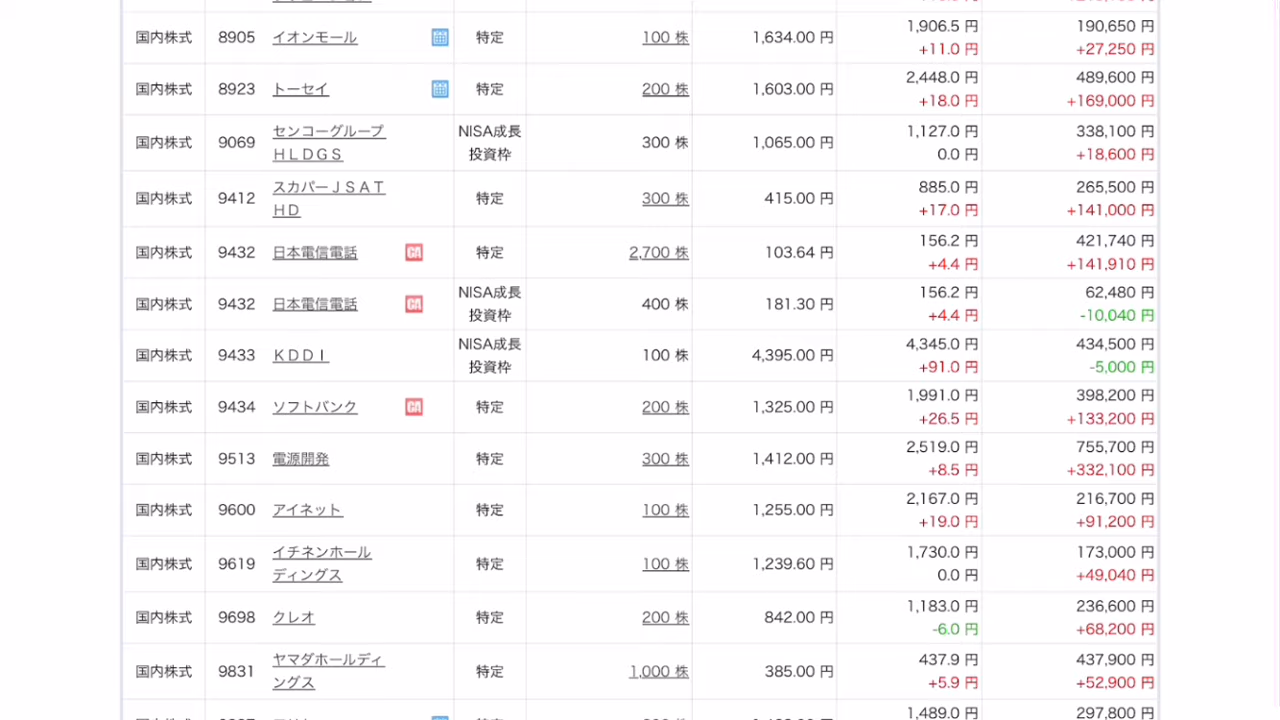 国内株式 8905 イオンモール 特定 100 株 1,634.00 円 1,906.5 円 190,650 円
+11.0 円 +27,250 円
国内株式 8923 トーセイ 特定 200 株 1,603.00 円 2,448.0 円 489,600 円
+18.0 円 +169,000 円
国内株式 9069 センコーグループ NISA成長 300 株 1,065.00 円 1,127.0 円 338,100 円
ＨＬＤＧＳ 投資枠 0.0 円 +18,600 円
国内株式 9412 スカパーＪＳＡＴ 特定 300 株 415.00 円 885.0 円 265,500 円
ＨＤ +17.0 円 +141,000 円
国内株式 9432 日本電信電話 GA 特定 2,700 株 103.64 円 156.2 円 421,740 円
+4.4 円 +141,910 円
国内株式 9432 日本電信電話 GA NISA成長 400 株 181.30 円 156.2 円 62,480 円
投資枠 +4.4 円 -10,040 円
国内株式 9433 ＫＤＤＩ NISA成長 100 株 4,395.00 円 4,345.0 円 434,500 円
投資枠 +91.0 円 -5,000 円
国内株式 9434 ソフトバンク GA 特定 200 株 1,325.00 円 1,991.0 円 398,200 円
+26.5 円 +133,200 円
国内株式 9513 電源開発 特定 300 株 1,412.00 円 2,519.0 円 755,700 円
+8.5 円 +332,100 円
国内株式 9600 アイネット 特定 100 株 1,255.00 円 2,167.0 円 216,700 円
+19.0 円 +91,200 円
国内株式 9619 イチネンホール 特定 100 株 1,239.60 円 1,730.0 円 173,000 円
ディングス 0.0 円 +49,040 円
国内株式 9698 クレオ 特定 200 株 842.00 円 1,183.0 円 236,600 円
-6.0 円 +68,200 円
国内株式 9831 ヤマダホールディ 特定 1,000 株 385.00 円 437.9 円 437,900 円
ングス +5.9 円 +52,900 円
1,489.0 円 297,800 円